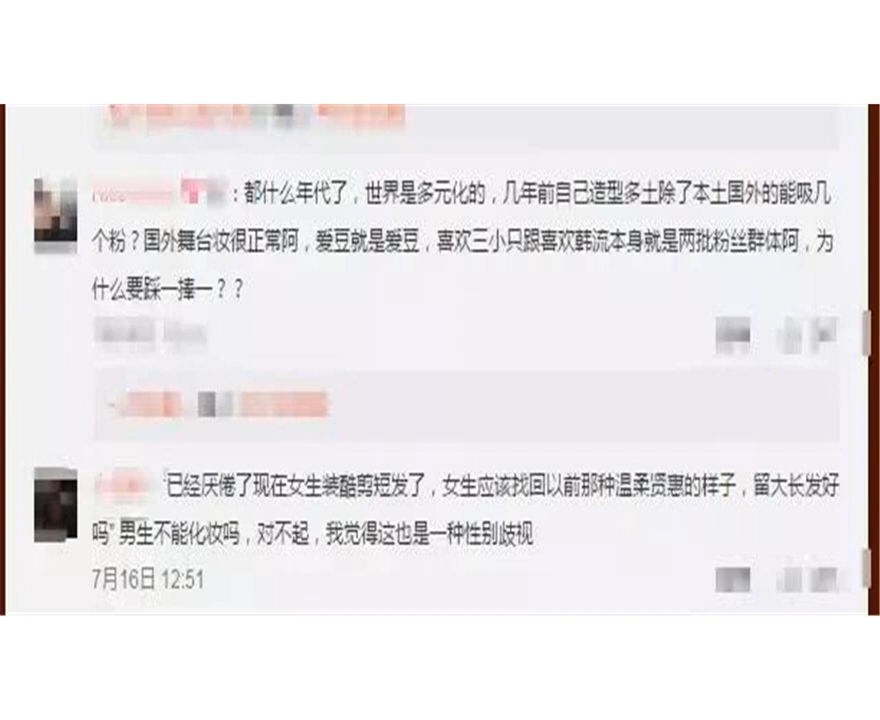 ：都什么年代了，世界是多元化的，几年前自己造型多土除了本土国外的能吸几
个粉？国外舞台妆很正常阿，爱豆就是爱豆，喜欢三小只跟喜欢韩流本身就是两批粉丝群体阿，为
什么要踩一捧一？？
“已经厌倦了现在女生装酷剪短发了，女生应该找回以前那种温柔贤惠的样子，留大长发好
吗” 男生不能化妆吗，对不起，我觉得这也是一种性别歧视
7月16日 12:51